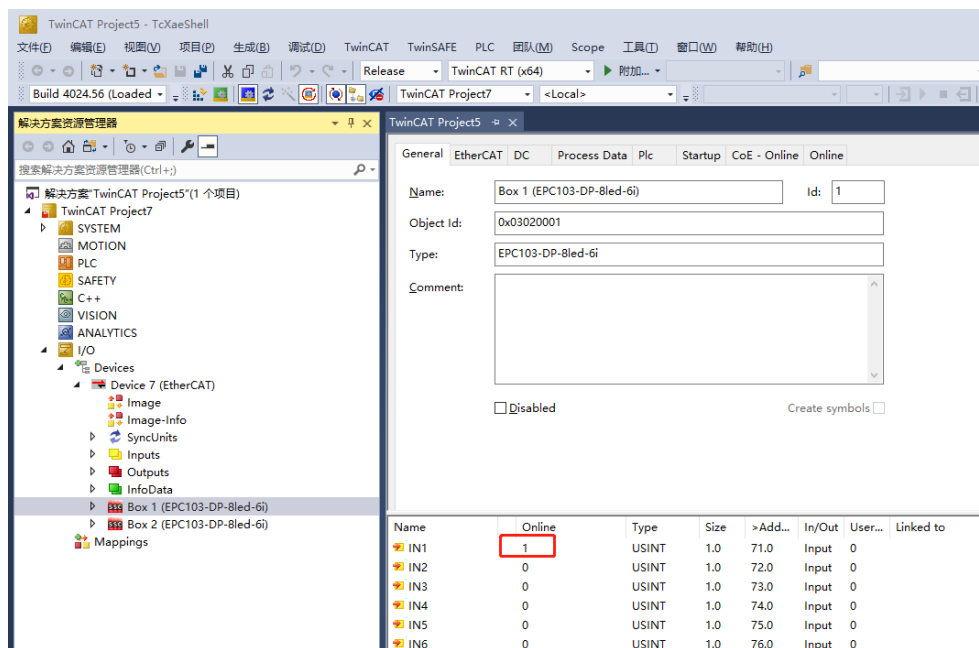 TwinCAT Project5 - TcXaeShell
文件(F) 编辑(E) 视图(V) 项目(P) 生成(B) 调试(D) TwinCAT TwinSAFE PLC 团队(M) Scope 工具(T) 窗口(W) 帮助(H)
Release TwinCAT RT (x64) 附加...
Build 4024.56 (Loaded TwinCAT Project7 <Local>
解决方案资源管理器
搜索解决方案资源管理器(Ctrl+;)
解决方案"TwinCAT Project5"(1 个项目)
TwinCAT Project7
SYSTEM
MOTION
PLC
SAFETY
C++
VISION
ANALYTICS
I/O
Devices
Device 7 (EtherCAT)
Image
Image-Info
SyncUnits
Inputs
Outputs
InfoData
Box 1 (EPC103-DP-8led-6i)
Box 2 (EPC103-DP-8led-6i)
Mappings
TwinCAT Project5
General EtherCAT DC Process Data Plc Startup CoE - Online Online
Name: Box 1 (EPC103-DP-8led-6i) Id: 1
Object Id: 0x03020001
Type: EPC103-DP-8led-6i
Comment:
Disabled Create symbols
Name Online Type Size >Add... In/Out User... Linked to
IN1 1 USINT 1.0 71.0 Input 0
IN2 0 USINT 1.0 72.0 Input 0
IN3 0 USINT 1.0 73.0 Input 0
IN4 0 USINT 1.0 74.0 Input 0
IN5 0 USINT 1.0 75.0 Input 0
IN6 0 USINT 1.0 76.0 Input 0